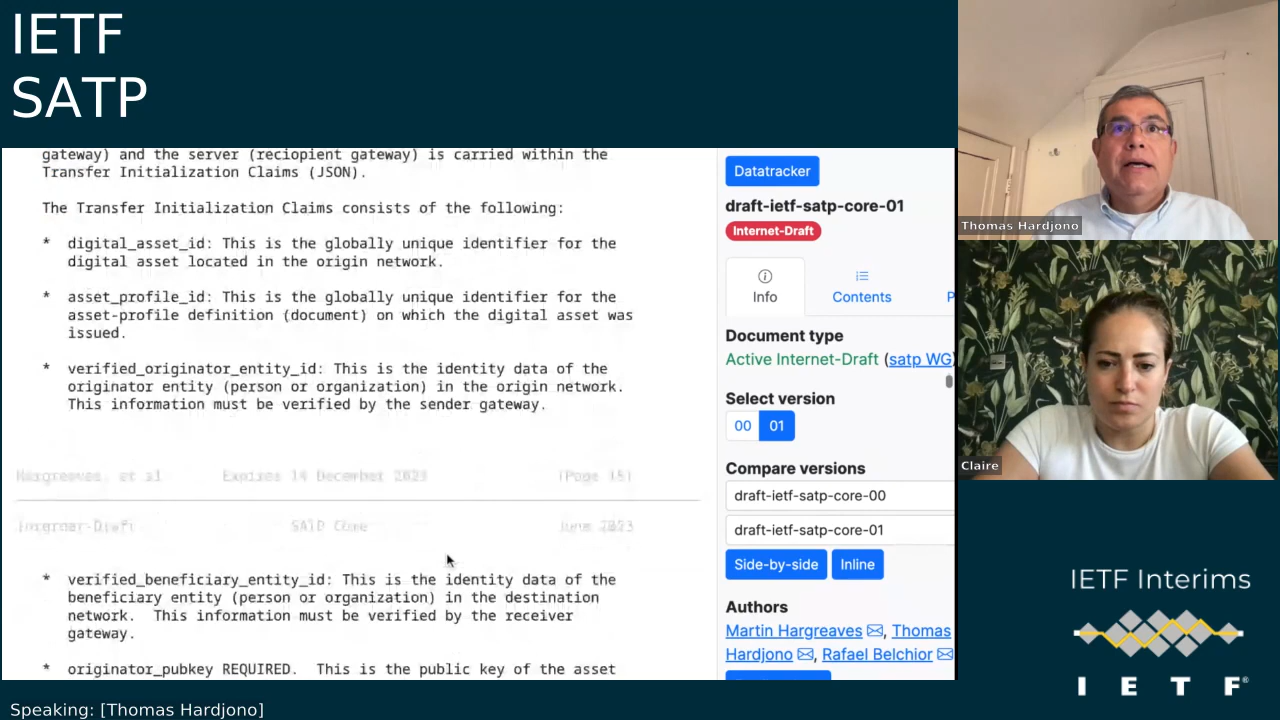 IETF
SATP
gateway) and the server (reciopient gateway) is carried within the
Transfer Initialization Claims (JSON).
The Transfer Initialization Claims consists of the following:
* digital_asset_id: This is the globally unique identifier for the
digital asset located in the origin network.
* asset_profile_id: This is the globally unique identifier for the
asset-profile definition (document) on which the digital asset was
issued.
* verified_originator_entity_id: This is the identity data of the
originator entity (person or organization) in the origin network.
This information must be verified by the sender gateway.
Hargreaves, et al. Expires 14 December 2023 [Page 15]
Internet-Draft SATP Core June 2023
* verified_beneficiary_entity_id: This is the identity data of the
beneficiary entity (person or organization) in the destination
network. This information must be verified by the receiver
gateway.
* originator_pubkey REQUIRED. This is the public key of the asset
Datatracker
draft-ietf-satp-core-01
Internet-Draft
Info
Contents
P
Document type
Active Internet-Draft (satp WG)
Select version
00 01
Compare versions
draft-ietf-satp-core-00
draft-ietf-satp-core-01
Side-by-side Inline
Authors
Martin Hargreaves, Thomas
Hardjono, Rafael Belchior
Thomas Hardjono
Claire
IETF Interims
I E T F®
Speaking: [Thomas Hardjono]